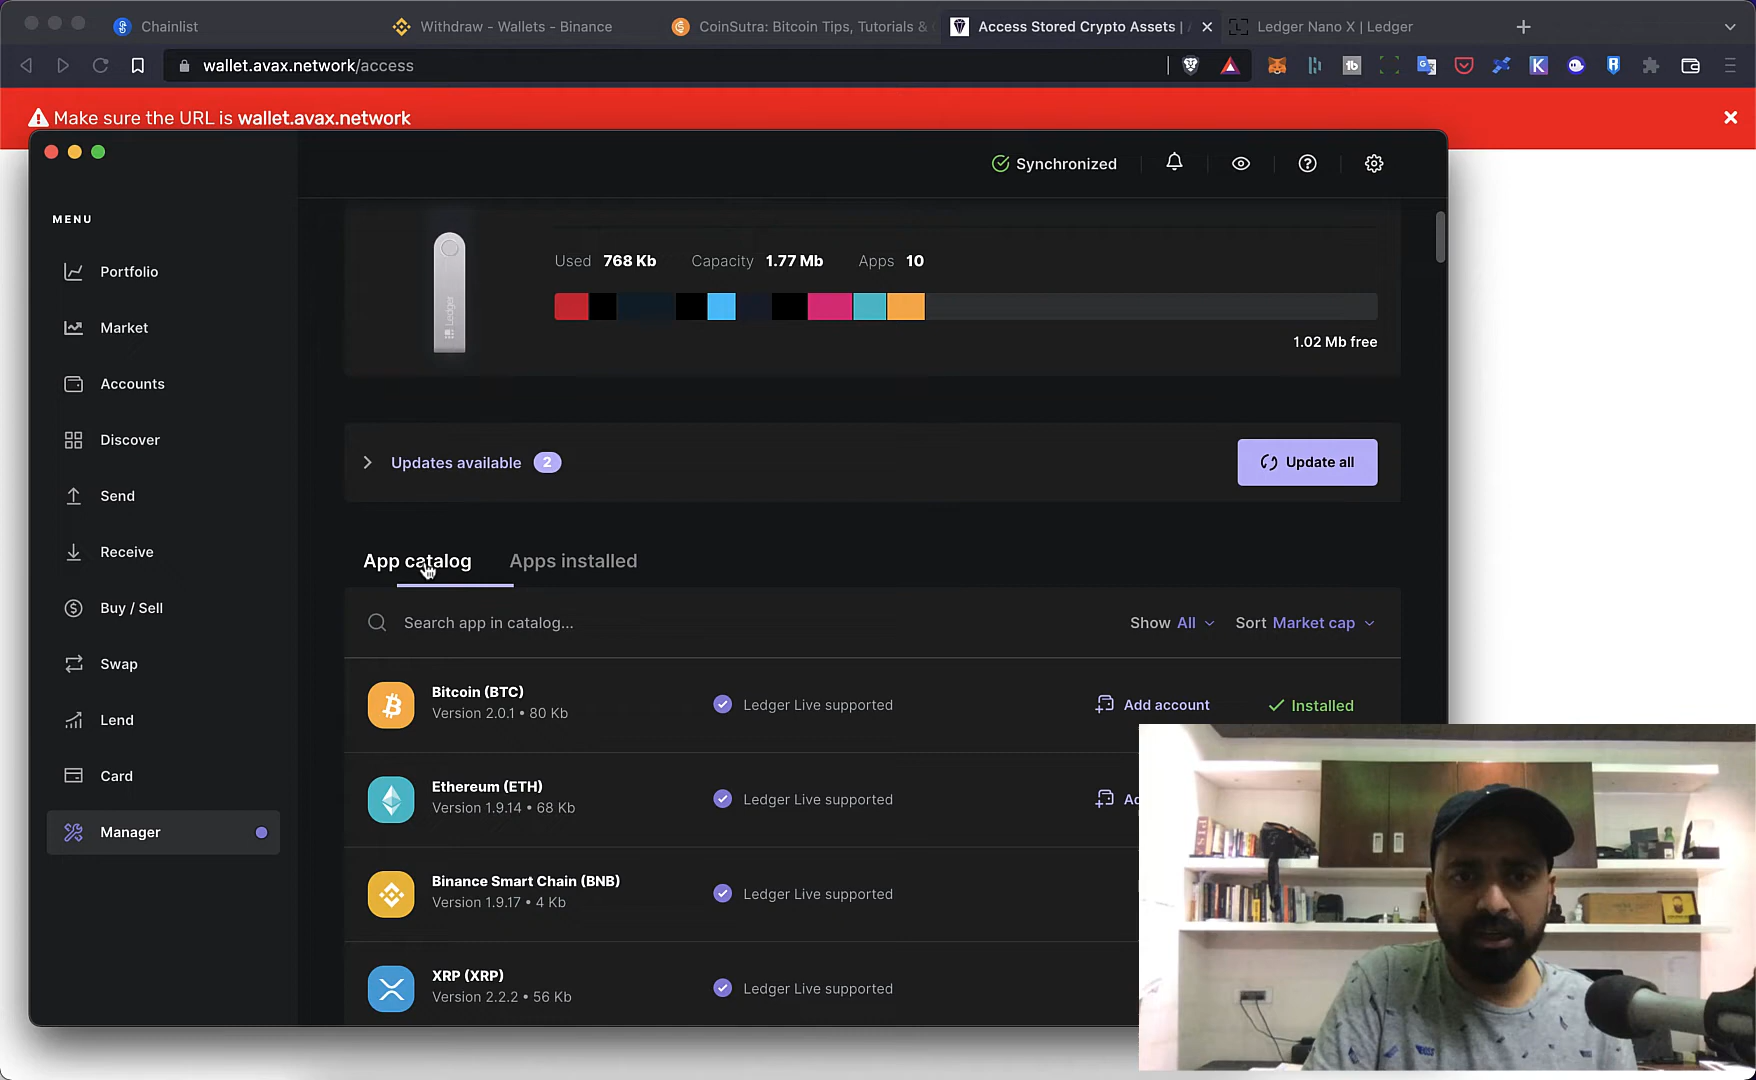 Chainlist
Withdraw - Wallets - Binance
CoinSutra: Bitcoin Tips, Tutorials &
Access Stored Crypto Assets |
Ledger Nano X | Ledger
wallet.avax.network/access
Make sure the URL is wallet.avax.network
Synchronized
MENU
Portfolio
Market
Accounts
Discover
Send
Receive
Buy / Sell
Swap
Lend
Card
Manager
Ledger
Used 768 Kb Capacity 1.77 Mb Apps 10
1.02 Mb free
Updates available 2
Update all
App catalog Apps installed
Search app in catalog...
Show All Sort Market cap
Bitcoin (BTC)
Version 2.0.1 • 80 Kb
Ledger Live supported
Add account
Installed
Ethereum (ETH)
Version 1.9.14 • 68 Kb
Ledger Live supported
Binance Smart Chain (BNB)
Version 1.9.17 • 4 Kb
Ledger Live supported
XRP (XRP)
Version 2.2.2 • 56 Kb
Ledger Live supported